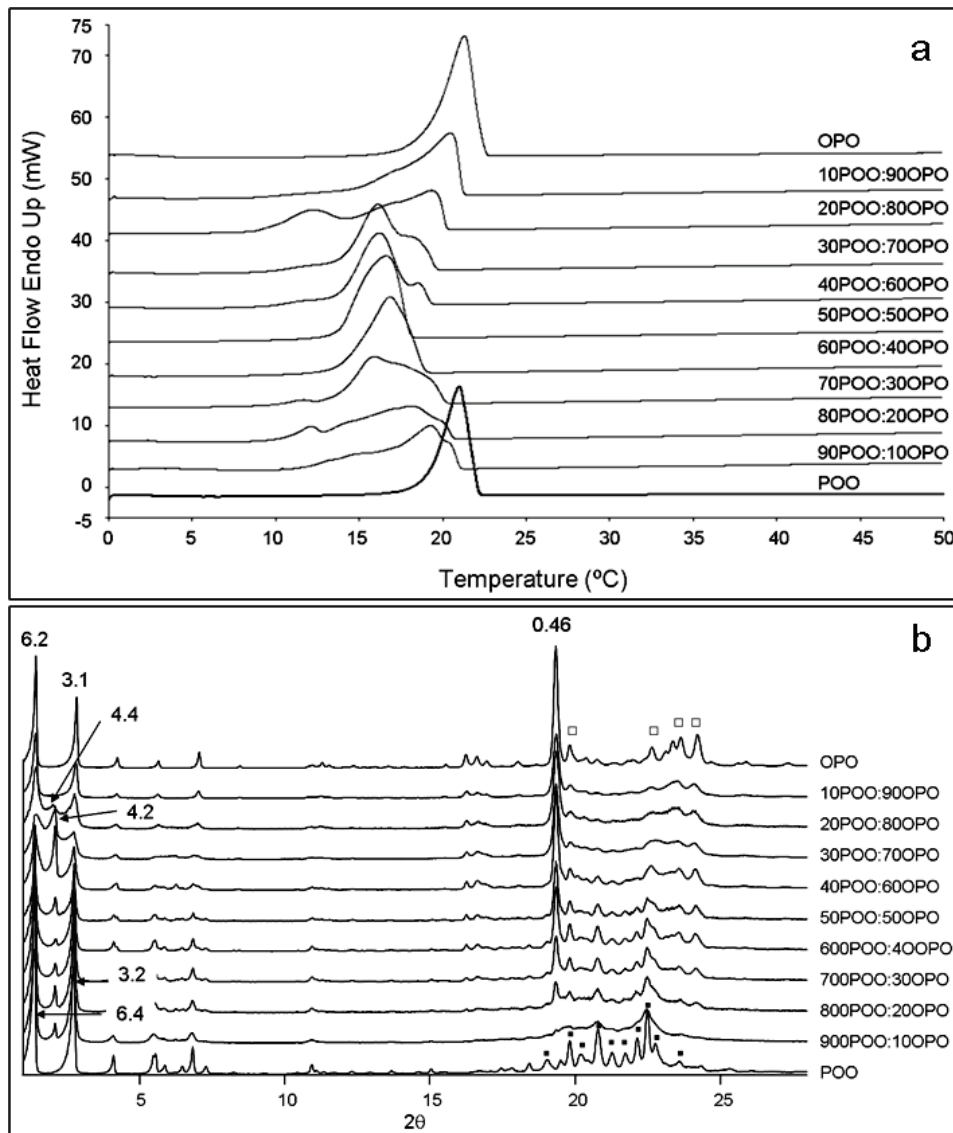 a
75
70
60
50
40
30
20
10
0
-5
Heat Flow Endo Up (mW)
OPO
10POO:90OPO
20POO:80OPO
30POO:70OPO
40POO:60OPO
50POO:50OPO
60POO:40OPO
70POO:30OPO
80POO:20OPO
90POO:10OPO
POO
0 5 10 15 20 25 30 35 40 45 50
Temperature (ºC)
b
6.2
3.1
4.4
4.2
0.46
3.2
6.4
OPO
10POO:90OPO
20POO:80OPO
30POO:70OPO
40POO:60OPO
50POO:50OPO
600POO:4OOPO
700POO:30OPO
800POO:20OPO
900POO:10OPO
POO
5 10 15 20 25
2θ